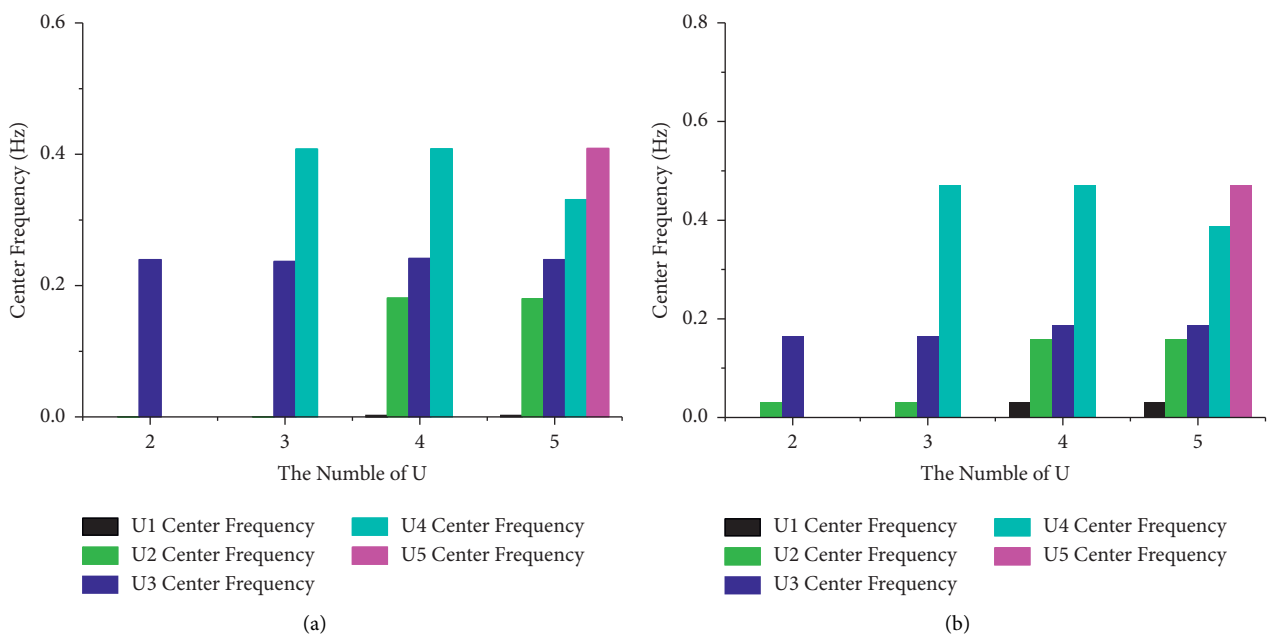 0.6
0.4
0.2
0.0
Center Frequency (Hz)
2 3 4 5
The Numble of U
U1 Center Frequency
U2 Center Frequency
U3 Center Frequency
U4 Center Frequency
U5 Center Frequency
(a)
0.8
0.6
0.4
0.2
0.0
Center Frequency (Hz)
2 3 4 5
The Numble of U
U1 Center Frequency
U2 Center Frequency
U3 Center Frequency
U4 Center Frequency
U5 Center Frequency
(b)